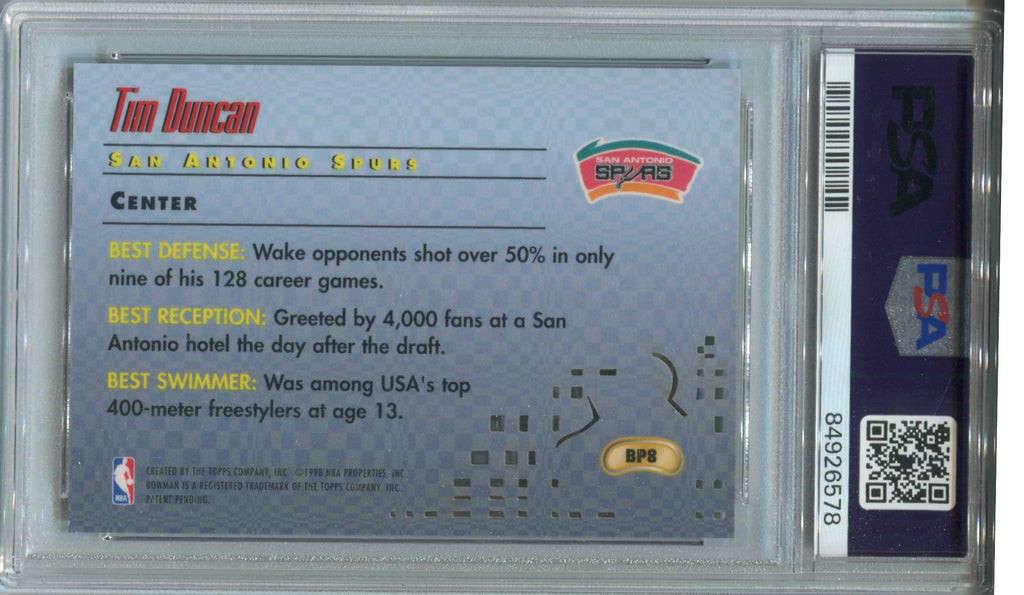 Tim Duncan
SAN ANTONIO SPURS
CENTER
SAN ANTONIO
SPURS
BEST DEFENSE: Wake opponents shot over 50% in only
nine of his 128 career games.
BEST RECEPTION: Greeted by 4,000 fans at a San
Antonio hotel the day after the draft.
BEST SWIMMER: Was among USA's top
400-meter freestylers at age 13.
BP8
NBA
CREATED BY THE TOPPS COMPANY, INC. ©1998 NBA PROPERTIES, INC.
BOWMAN IS A REGISTERED TRADEMARK OF THE TOPPS COMPANY, INC.
PATENT PENDING.
PSA
PSA
84926578